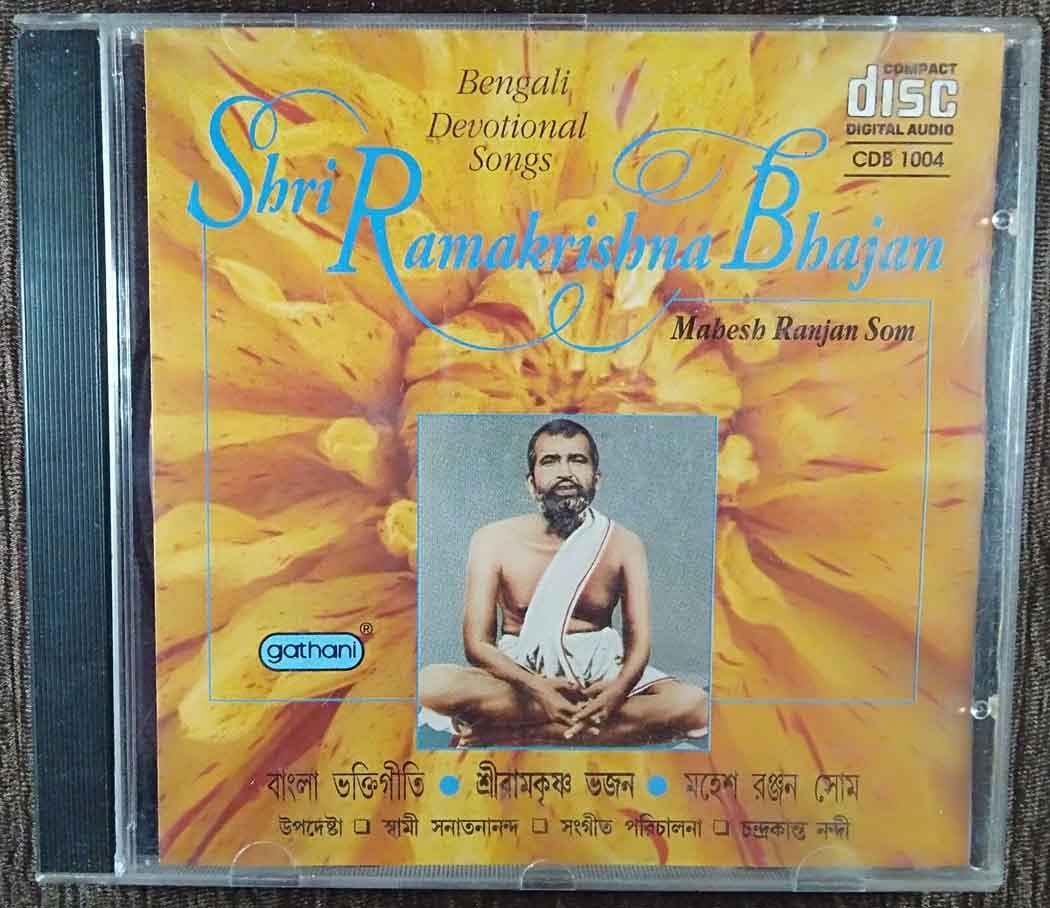 Bengali
Devotional
Songs
COMPACT
disc
DIGITAL AUDIO
CDB 1004
Shri Ramakrishna Bhajan
Mahesh Ranjan Som
gathani ®
বাংলা ভক্তিগীতি ● শ্রীরামকৃষ্ণ ভজন ● মহেশ রঞ্জন সোম
উপদেষ্টা ❑ স্বামী সনাতনানন্দ ❑ সংগীত পরিচালনা ❑ চন্দ্রকান্ত নন্দী